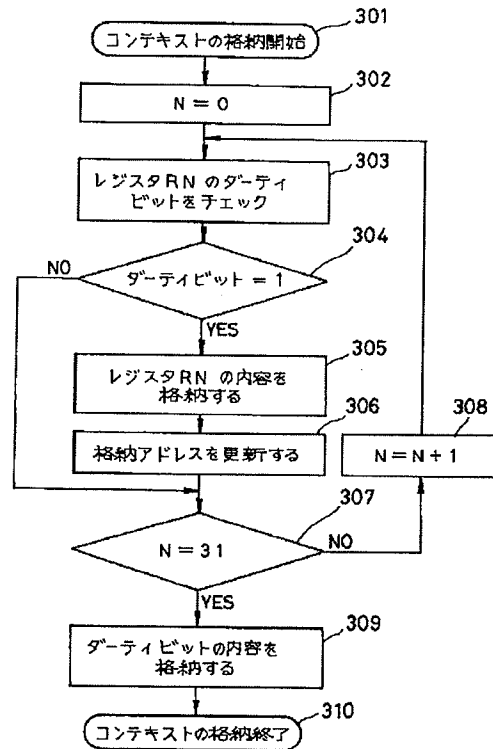 301
コンテキストの格納開始
302
N=0
303
レジスタRNのダーティ
ビットをチェック
304
NO
ダーティビット=1
YES
305
レジスタRNの内容を
格納する
306
308
格納アドレスを更新する
N=N+1
307
N=31
NO
YES
309
ダーティビットの内容を
格納する
310
コンテキストの格納終了